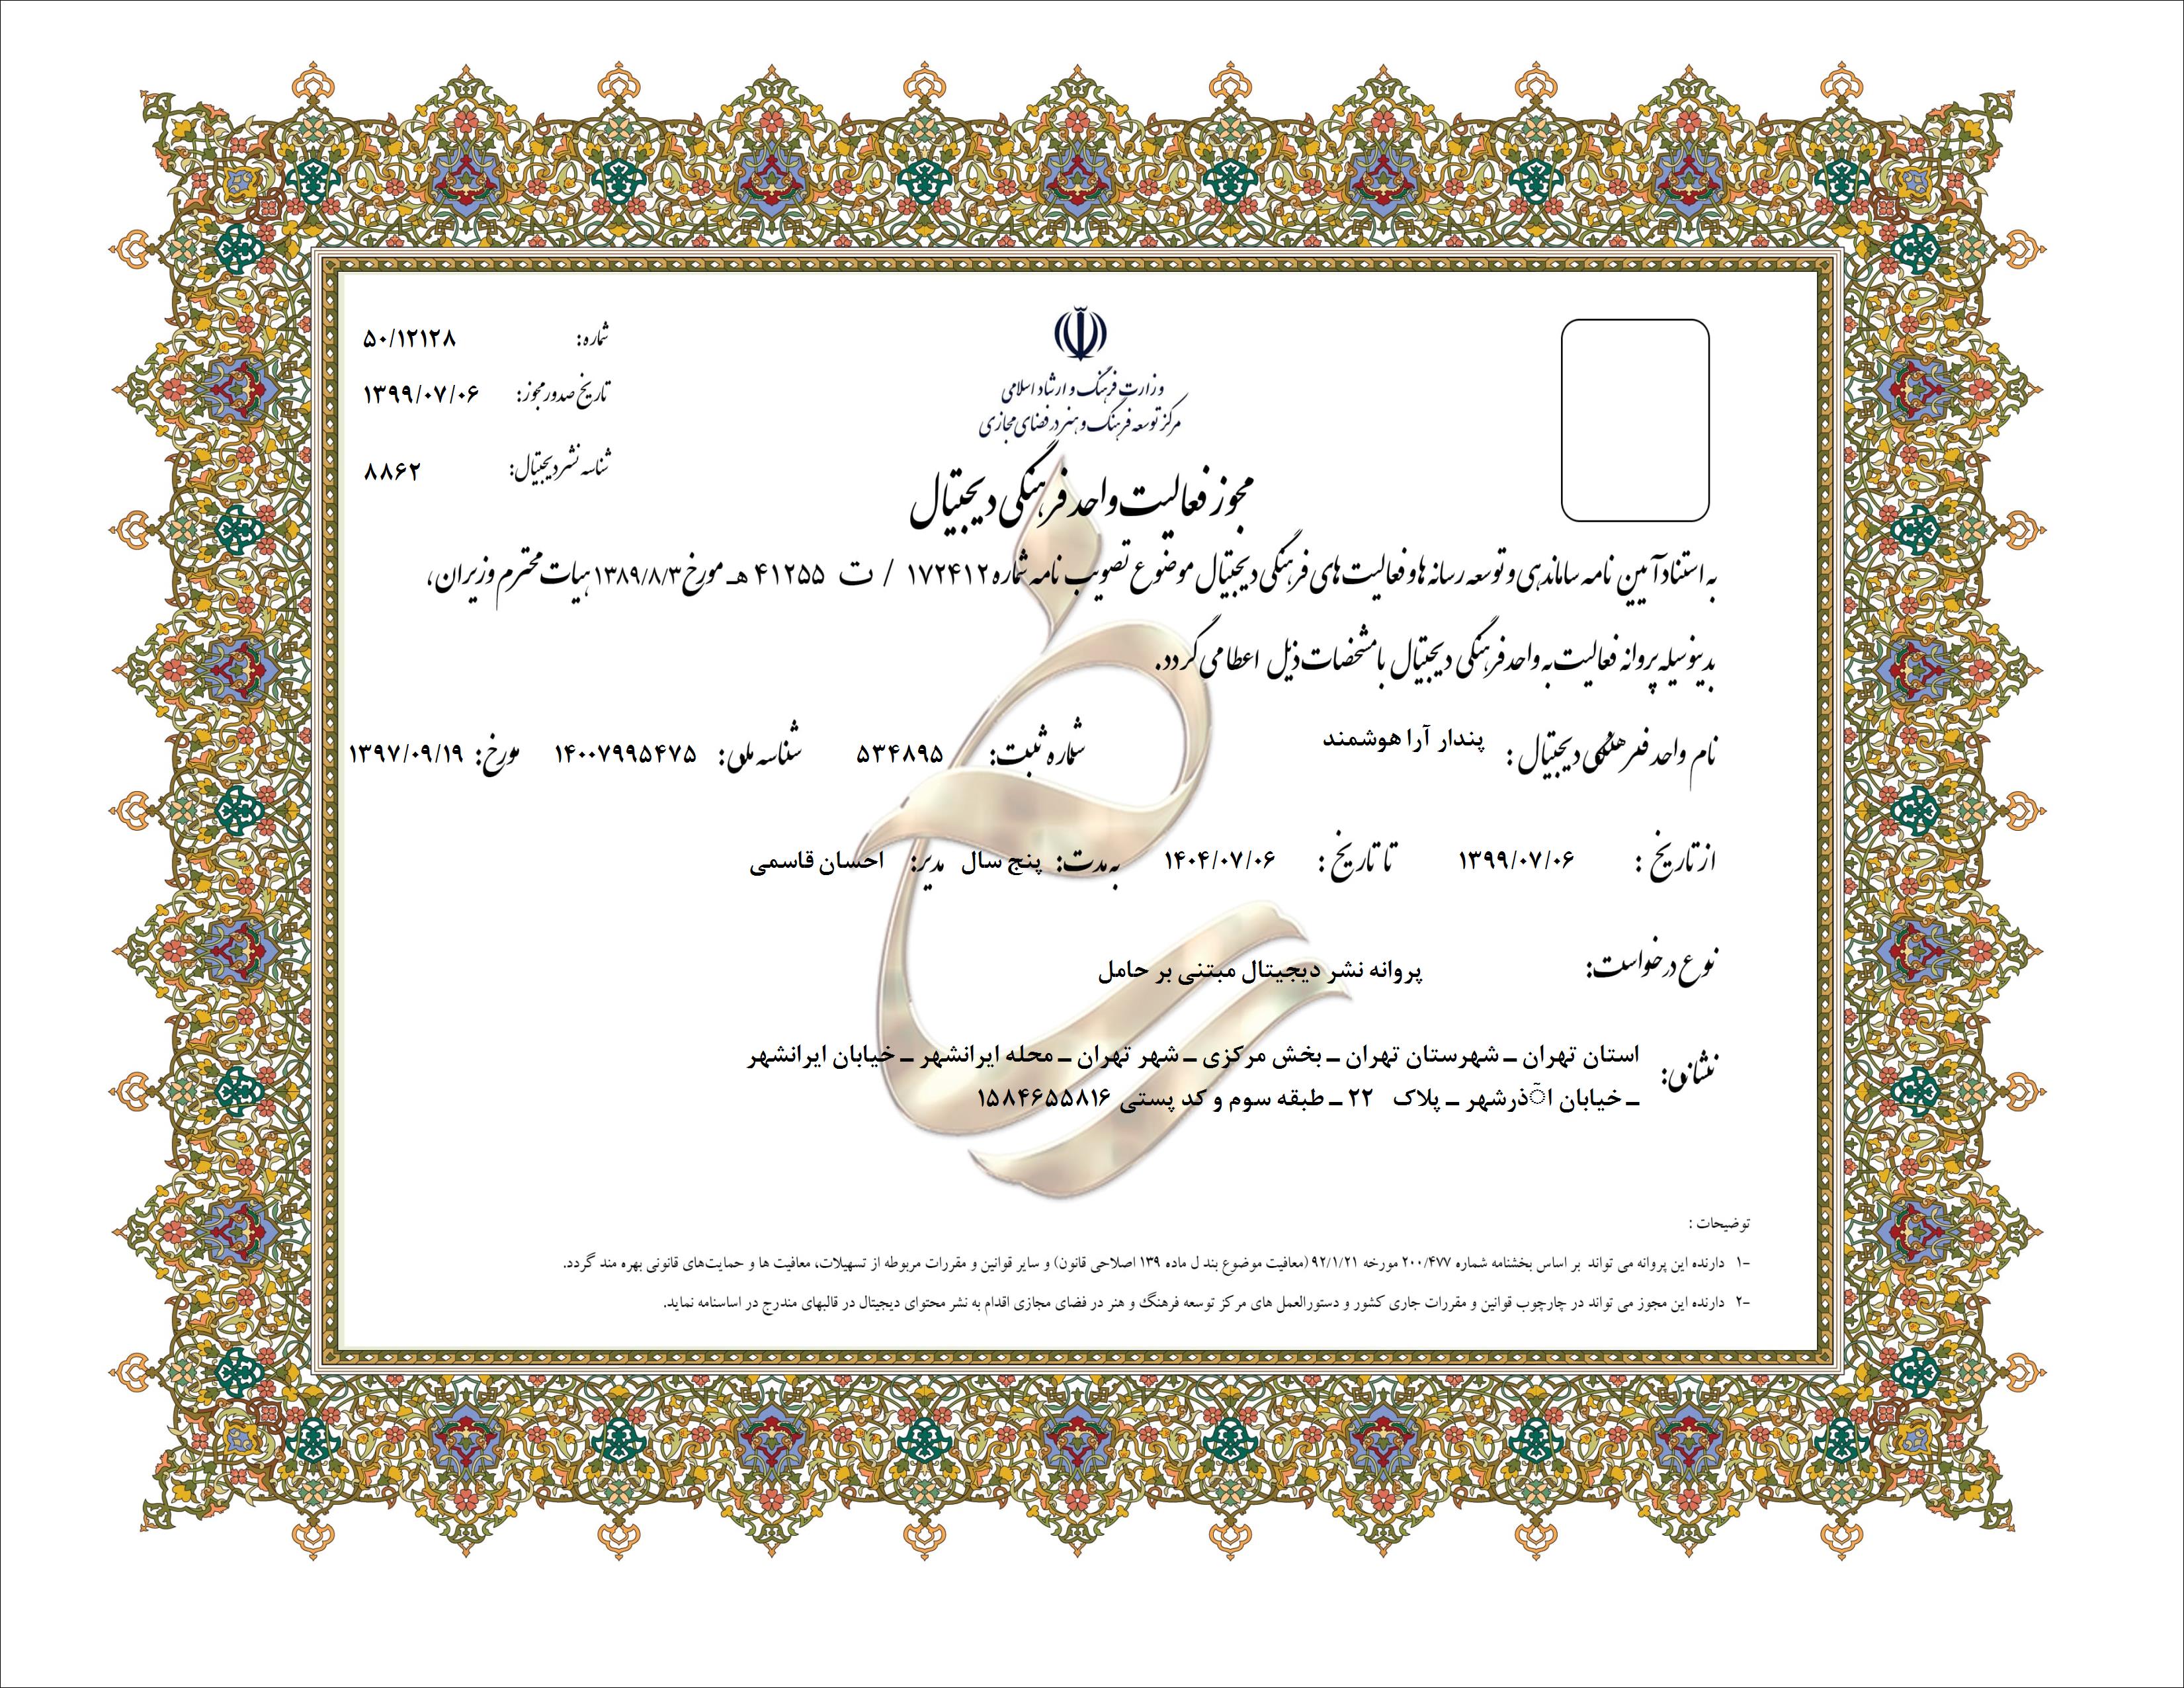 وزارت فرهنگ و ارشاد اسلامی
مرکز توسعه فرهنگ و هنر در فضای مجازی
شماره: ۵۰/۱۲۱۲۸
تاریخ صدور مجوز: ۱۳۹۹/۰۷/۰۶
شناسه نشر دیجیتال: ۸۸۶۲
مجوز فعالیت واحد فرهنگی دیجیتال
به استناد آیین نامه ساماندهی و توسعه رسانه ها و فعالیت های فرهنگی دیجیتال موضوع تصویب نامه شماره ۱۷۲۴۱۲ / ت ۴۱۲۵۵ هـ مورخ ۱۳۸۹/۸/۳ هیات محترم وزیران،
بدینوسیله پروانه فعالیت به واحد فرهنگی دیجیتال با مشخصات ذیل اعطا می گردد.
نام واحد فرهنگی دیجیتال : پندار آرا هوشمند شماره ثبت: ۵۳۴۸۹۵ شناسه ملی: ۱۴۰۰۷۹۹۵۴۷۵ مورخ: ۱۳۹۷/۰۹/۱۹
از تاریخ : ۱۳۹۹/۰۷/۰۶ تا تاریخ : ۱۴۰۴/۰۷/۰۶ به مدت: پنج سال مدیر: احسان قاسمی
نوع درخواست: پروانه نشر دیجیتال مبتنی بر حامل
نشانی: استان تهران ـ شهرستان تهران ـ بخش مرکزی ـ شهر تهران ـ محله ایرانشهر ـ خیابان ایرانشهر
ـ خیابان آذرشهر ـ پلاک ۲۲ ـ طبقه سوم و کد پستی ۱۵۸۴۶۵۵۸۱۶
توضیحات :
۱- دارنده این پروانه می تواند بر اساس بخشنامه شماره ۲۰۰/۴۷۷ مورخه ۹۲/۱/۲۱ (معافیت موضوع بند ل ماده ۱۳۹ اصلاحی قانون) و سایر قوانین و مقررات مربوطه از تسهیلات، معافیت ها و حمایت‌های قانونی بهره مند گردد.
۲- دارنده این مجوز می تواند در چارچوب قوانین و مقررات جاری کشور و دستورالعمل های مرکز توسعه فرهنگ و هنر در فضای مجازی اقدام به نشر محتوای دیجیتال در قالبهای مندرج در اساسنامه نماید.